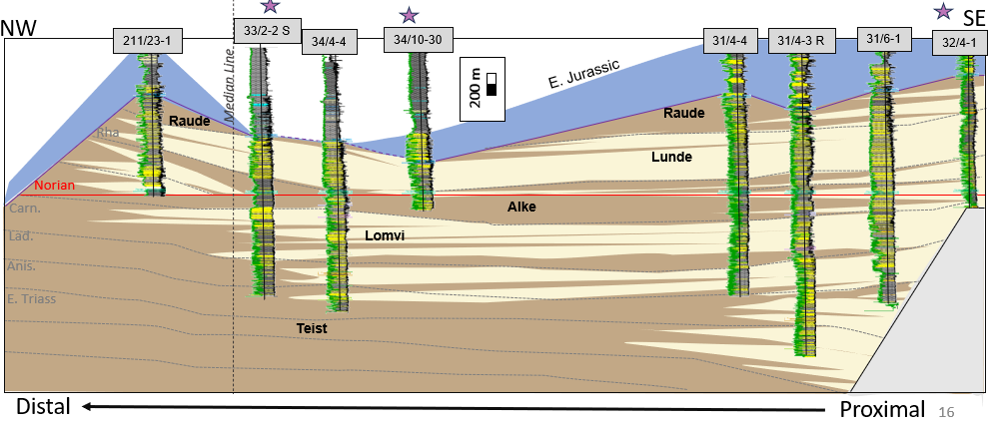 NW
SE
211/23-1
33/2-2 S
34/4-4
34/10-30
31/4-4
31/4-3 R
31/6-1
32/4-1
Median Line
200 m
E. Jurassic
Raude
Raude
Rha
Lunde
Norian
Carn.
Alke
Lad.
Lomvi
Anis.
E. Triass
Teist
Distal
Proximal
16